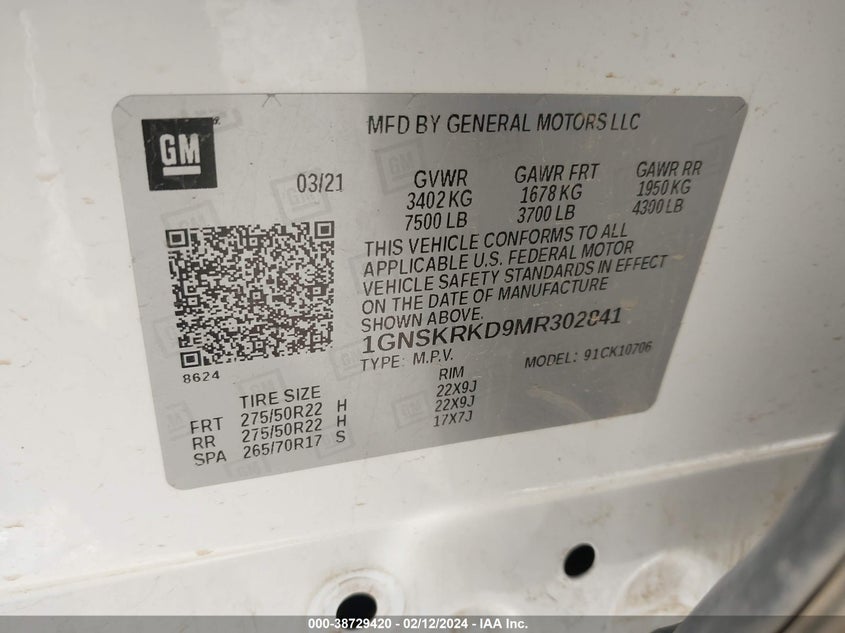 GM
MFD BY GENERAL MOTORS LLC
03/21
GVWR
3402 KG
7500 LB
GAWR FRT
1678 KG
3700 LB
GAWR RR
1950 KG
4300 LB
THIS VEHICLE CONFORMS TO ALL
APPLICABLE U.S. FEDERAL MOTOR
VEHICLE SAFETY STANDARDS IN EFFECT
ON THE DATE OF MANUFACTURE
SHOWN ABOVE.
1GNSKRKD9MR302841
TYPE: M.P.V.
MODEL: 91CK10706
8624
TIRE SIZE
RIM
FRT 275/50R22 H 22X9J
RR 275/50R22 H 22X9J
SPA 265/70R17 S 17X7J
000-38729420 - 02/12/2024 - IAA Inc.